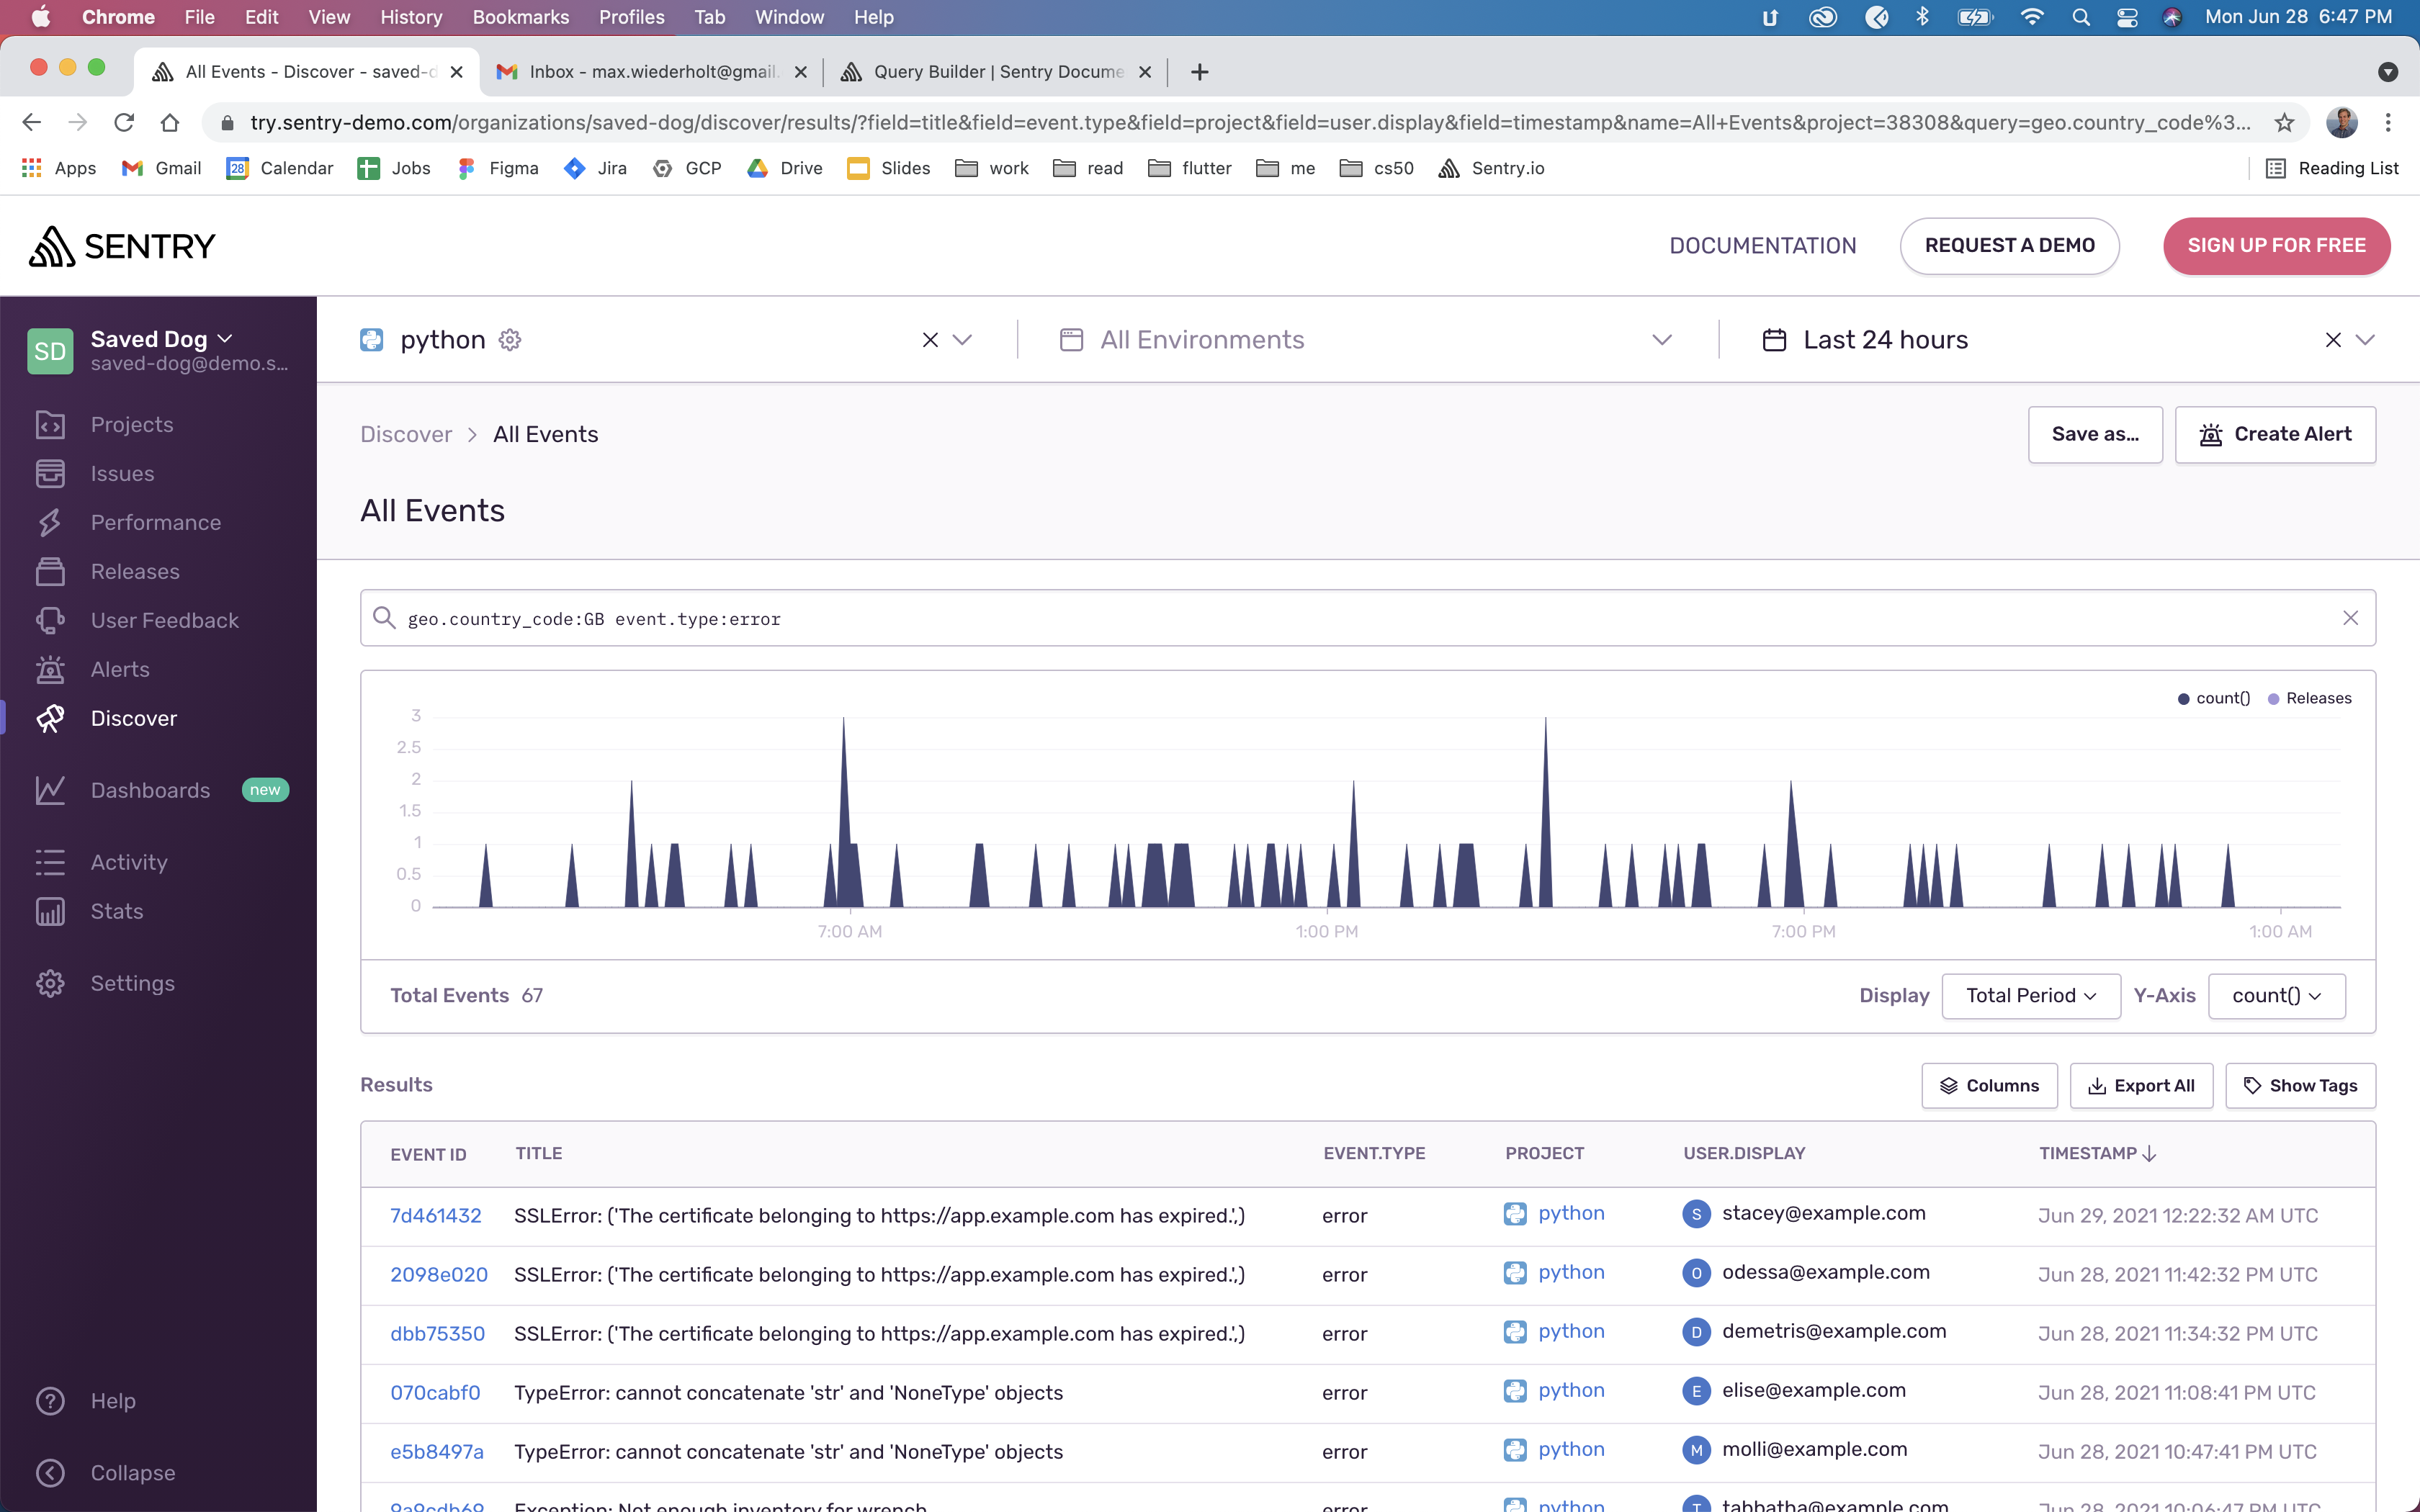 Chrome File Edit View History Bookmarks Profiles Tab Window Help Mon Jun 28 6:47 PM
All Events - Discover - saved-d Inbox - max.wiederholt@gmail. Query Builder | Sentry Docume
try.sentry-demo.com/organizations/saved-dog/discover/results/?field=title&field=event.type&field=project&field=user.display&field=timestamp&name=All+Events&project=38308&query=geo.country_code%3...
Apps Gmail 28 Calendar Jobs Figma Jira GCP Drive Slides work read flutter me cs50 Sentry.io Reading List
SENTRY DOCUMENTATION REQUEST A DEMO SIGN UP FOR FREE
SD Saved Dog
saved-dog@demo.s...
Projects
Issues
Performance
Releases
User Feedback
Alerts
Discover
Dashboards new
Activity
Stats
Settings
Help
Collapse
python All Environments Last 24 hours
Discover > All Events Save as... Create Alert
All Events
geo.country_code:GB event.type:error
count() Releases
3
2.5
2
1.5
1
0.5
0
7:00 AM 1:00 PM 7:00 PM 1:00 AM
Total Events 67 Display Total Period Y-Axis count()
Results Columns Export All Show Tags
EVENT ID TITLE EVENT.TYPE PROJECT USER.DISPLAY TIMESTAMP
7d461432 SSLError: ('The certificate belonging to https://app.example.com has expired.',) error python S stacey@example.com Jun 29, 2021 12:22:32 AM UTC
2098e020 SSLError: ('The certificate belonging to https://app.example.com has expired.',) error python O odessa@example.com Jun 28, 2021 11:42:32 PM UTC
dbb75350 SSLError: ('The certificate belonging to https://app.example.com has expired.',) error python D demetris@example.com Jun 28, 2021 11:34:32 PM UTC
070cabf0 TypeError: cannot concatenate 'str' and 'NoneType' objects error python E elise@example.com Jun 28, 2021 11:08:41 PM UTC
e5b8497a TypeError: cannot concatenate 'str' and 'NoneType' objects error python M molli@example.com Jun 28, 2021 10:47:41 PM UTC
9a9cdb69 Exception: Not enough inventory for wrench error python T tabbatha@example.com Jun 28, 2021 10:06:47 PM UTC